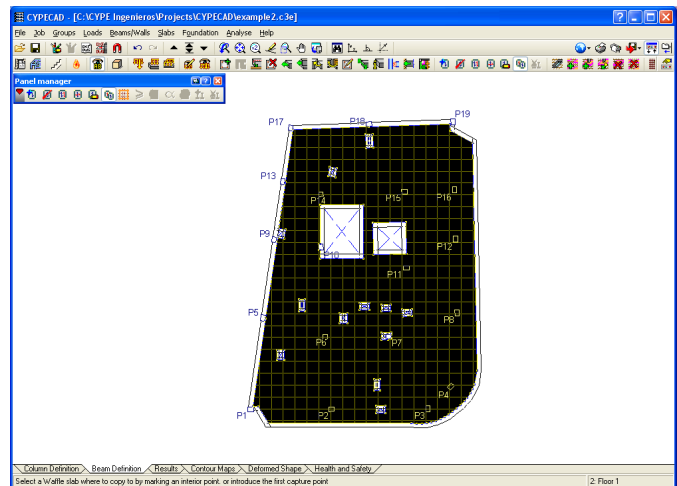 CYPECAD - [C:\CYPE Ingenieros\Projects\CYPECAD\example2.c3e]
File Job Groups Loads Beams/Walls Slabs Foundation Analyse Help
Panel manager
P17
P18
P19
P13
P14
P15
P16
P9
P10
P12
P11
P5
P6
P7
P8
P4
P1
P2
P3
Column Definition Beam Definition Results Contour Maps Deformed Shape Health and Safety
Select a Waffle slab where to copy to by marking an interior point. or introduce the first capture point 2: Floor 1